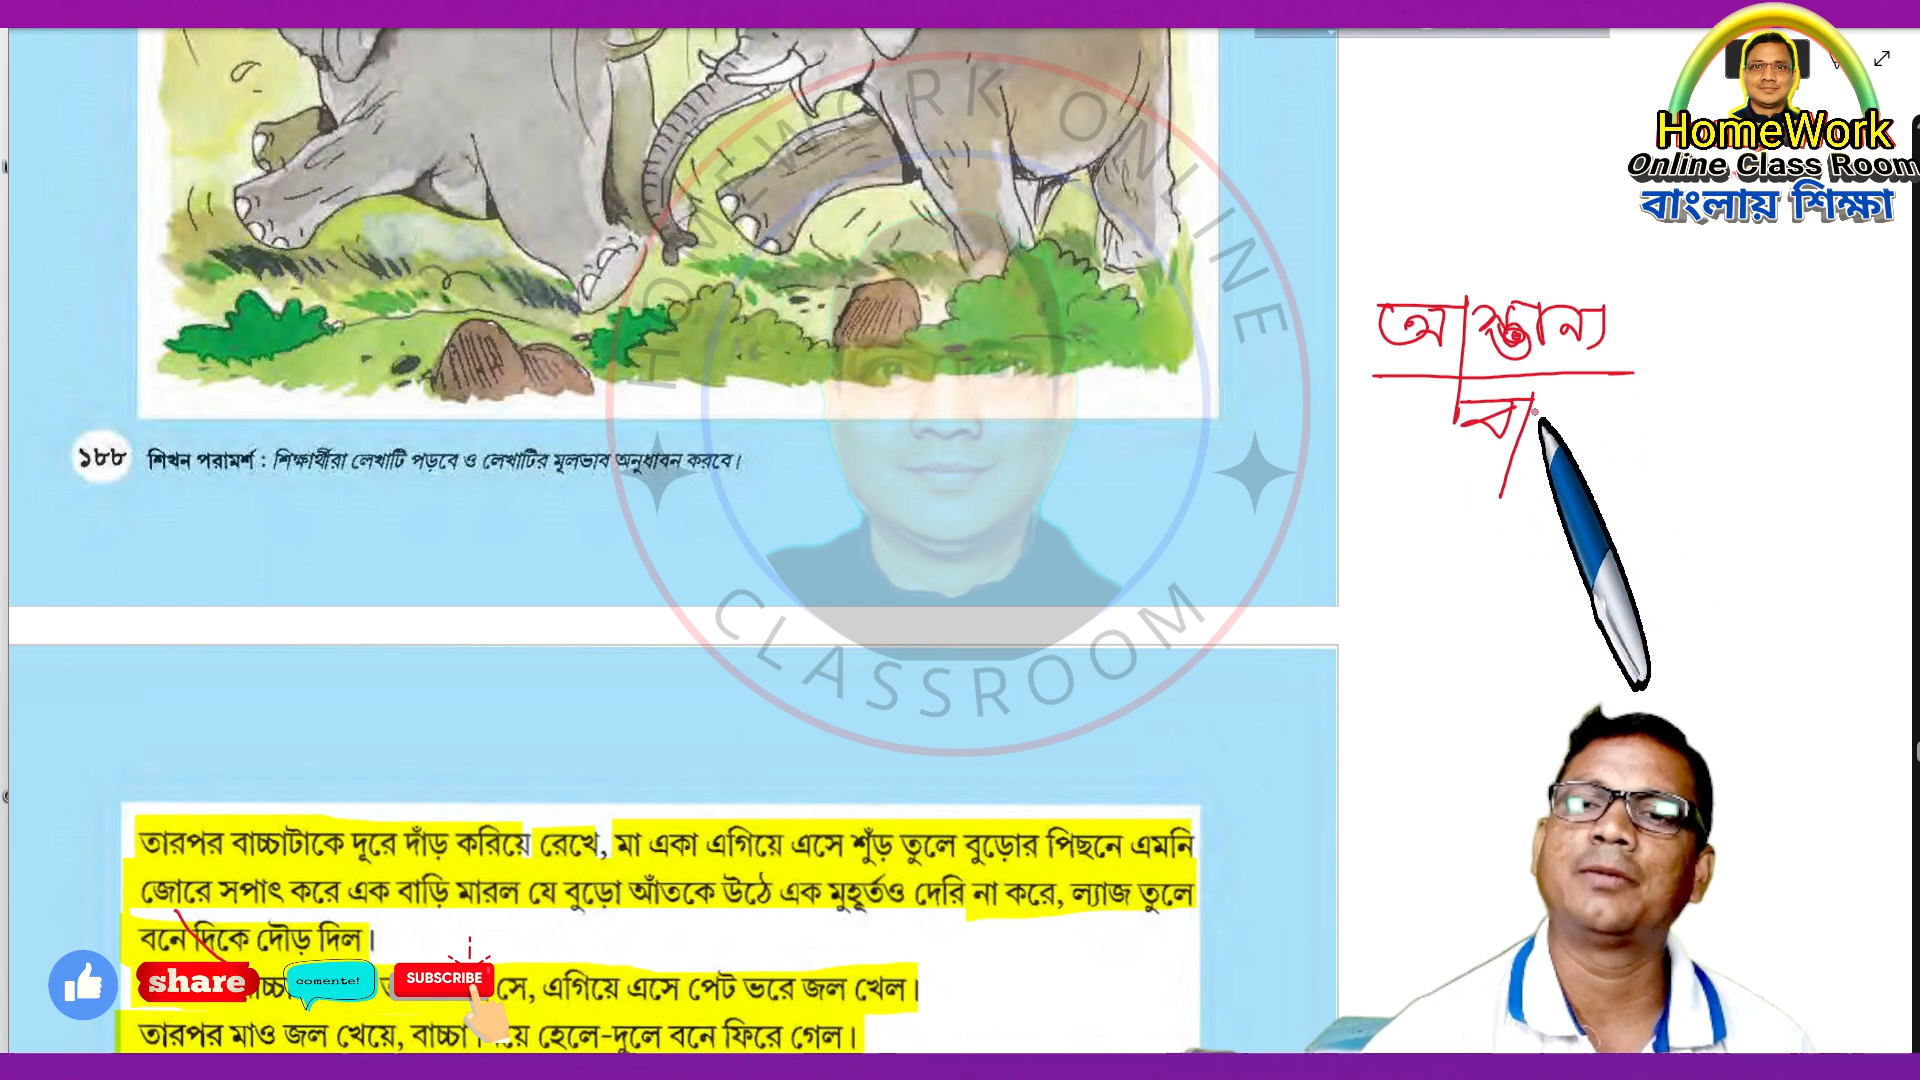 HomeWork
Online Class Room
বাংলায় শিক্ষা
HOMEWORK ONLINE
CLASSROOM
১৮৮ শিখন পরামর্শ : শিক্ষার্থীরা লেখাটি পড়বে ও লেখাটির মূলভাব অনুধাবন করবে।
তারপর বাচ্চাটাকে দূরে দাঁড় করিয়ে রেখে, মা একা এগিয়ে এসে শুঁড় তুলে বুড়োর পিছনে এমনি
জোরে সপাৎ করে এক বাড়ি মারল যে বুড়ো আঁতকে উঠে এক মুহূর্তও দেরি না করে, ল্যাজ তুলে
বনে দিকে দৌড় দিল।
সে, এগিয়ে এসে পেট ভরে জল খেল।
তারপর মাও জল খেয়ে, বাচ্চা হেলে-দুলে বনে ফিরে গেল।
share
comente!
SUBSCRIBE